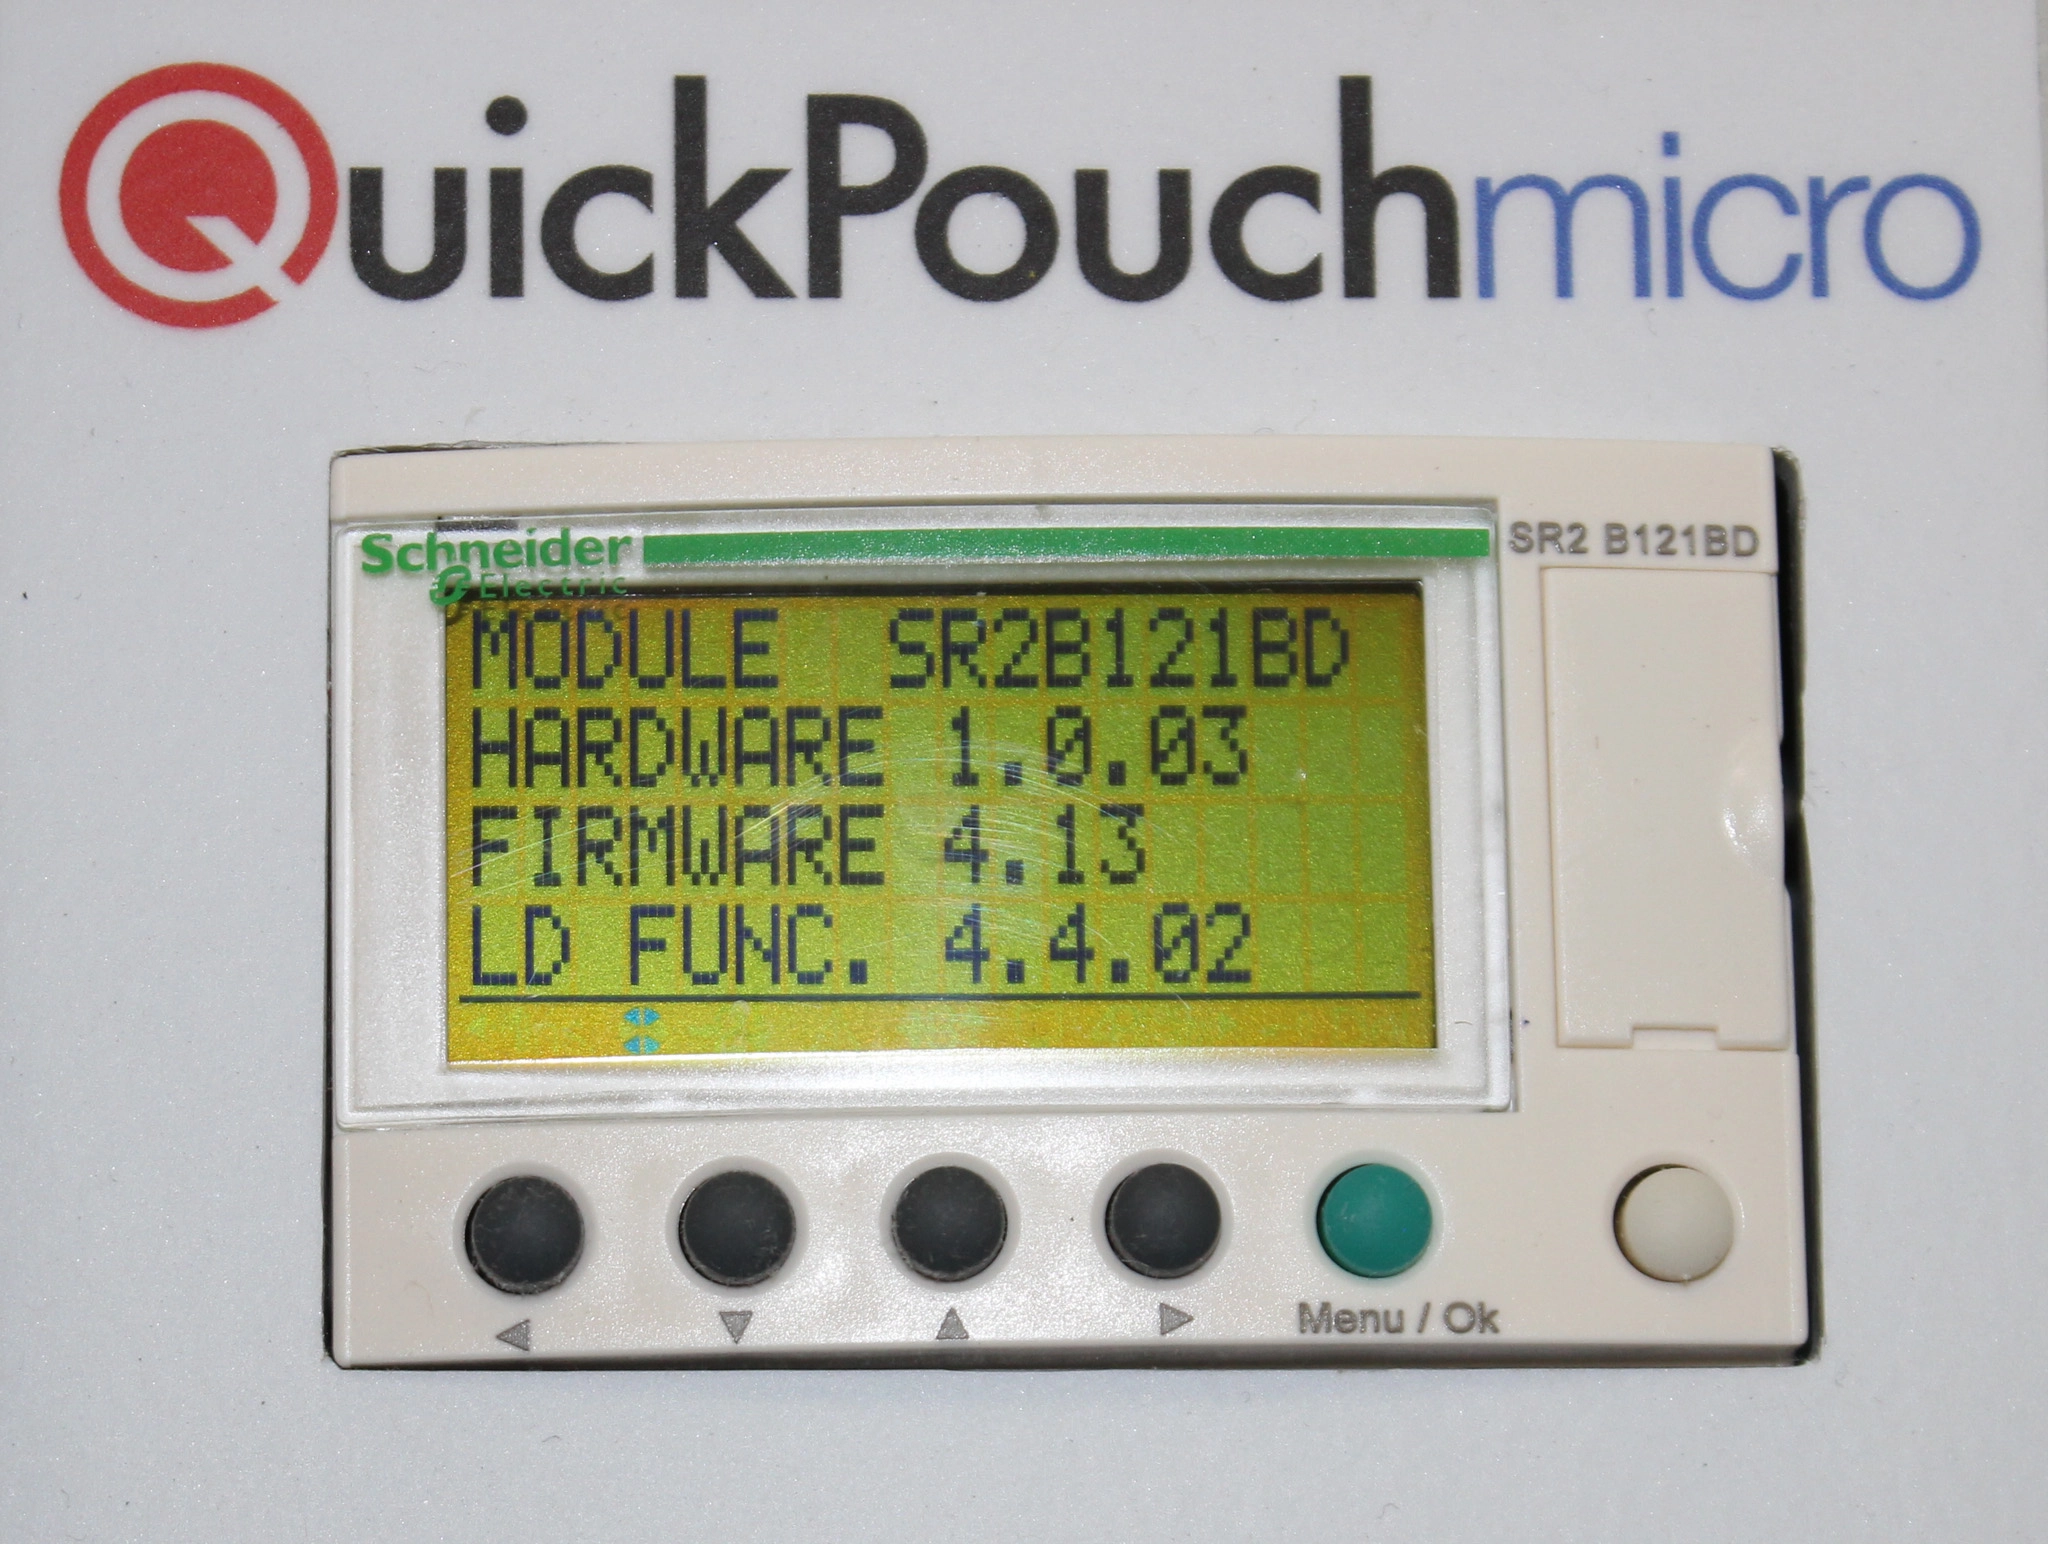 QuickPouchmicro
Schneider
Electric
SR2 B121BD
MODULE SR2B121BD
HARDWARE 1.0.03
FIRMWARE 4.13
LD FUNC. 4.4.02
Menu / Ok